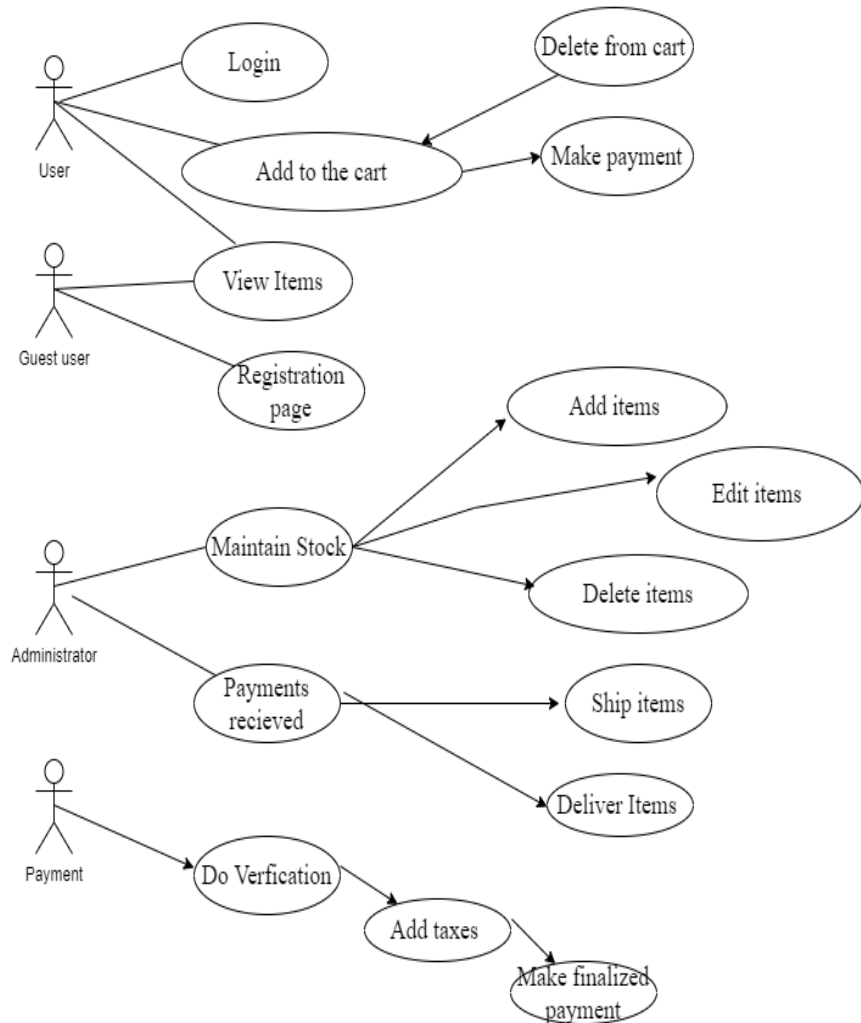 Login
Delete from cart
User
Add to the cart
Make payment
View Items
Guest user
Registration
page
Add items
Edit items
Maintain Stock
Delete items
Administrator
Payments
recieved
Ship items
Deliver Items
Payment
Do Verfication
Add taxes
Make finalized
payment